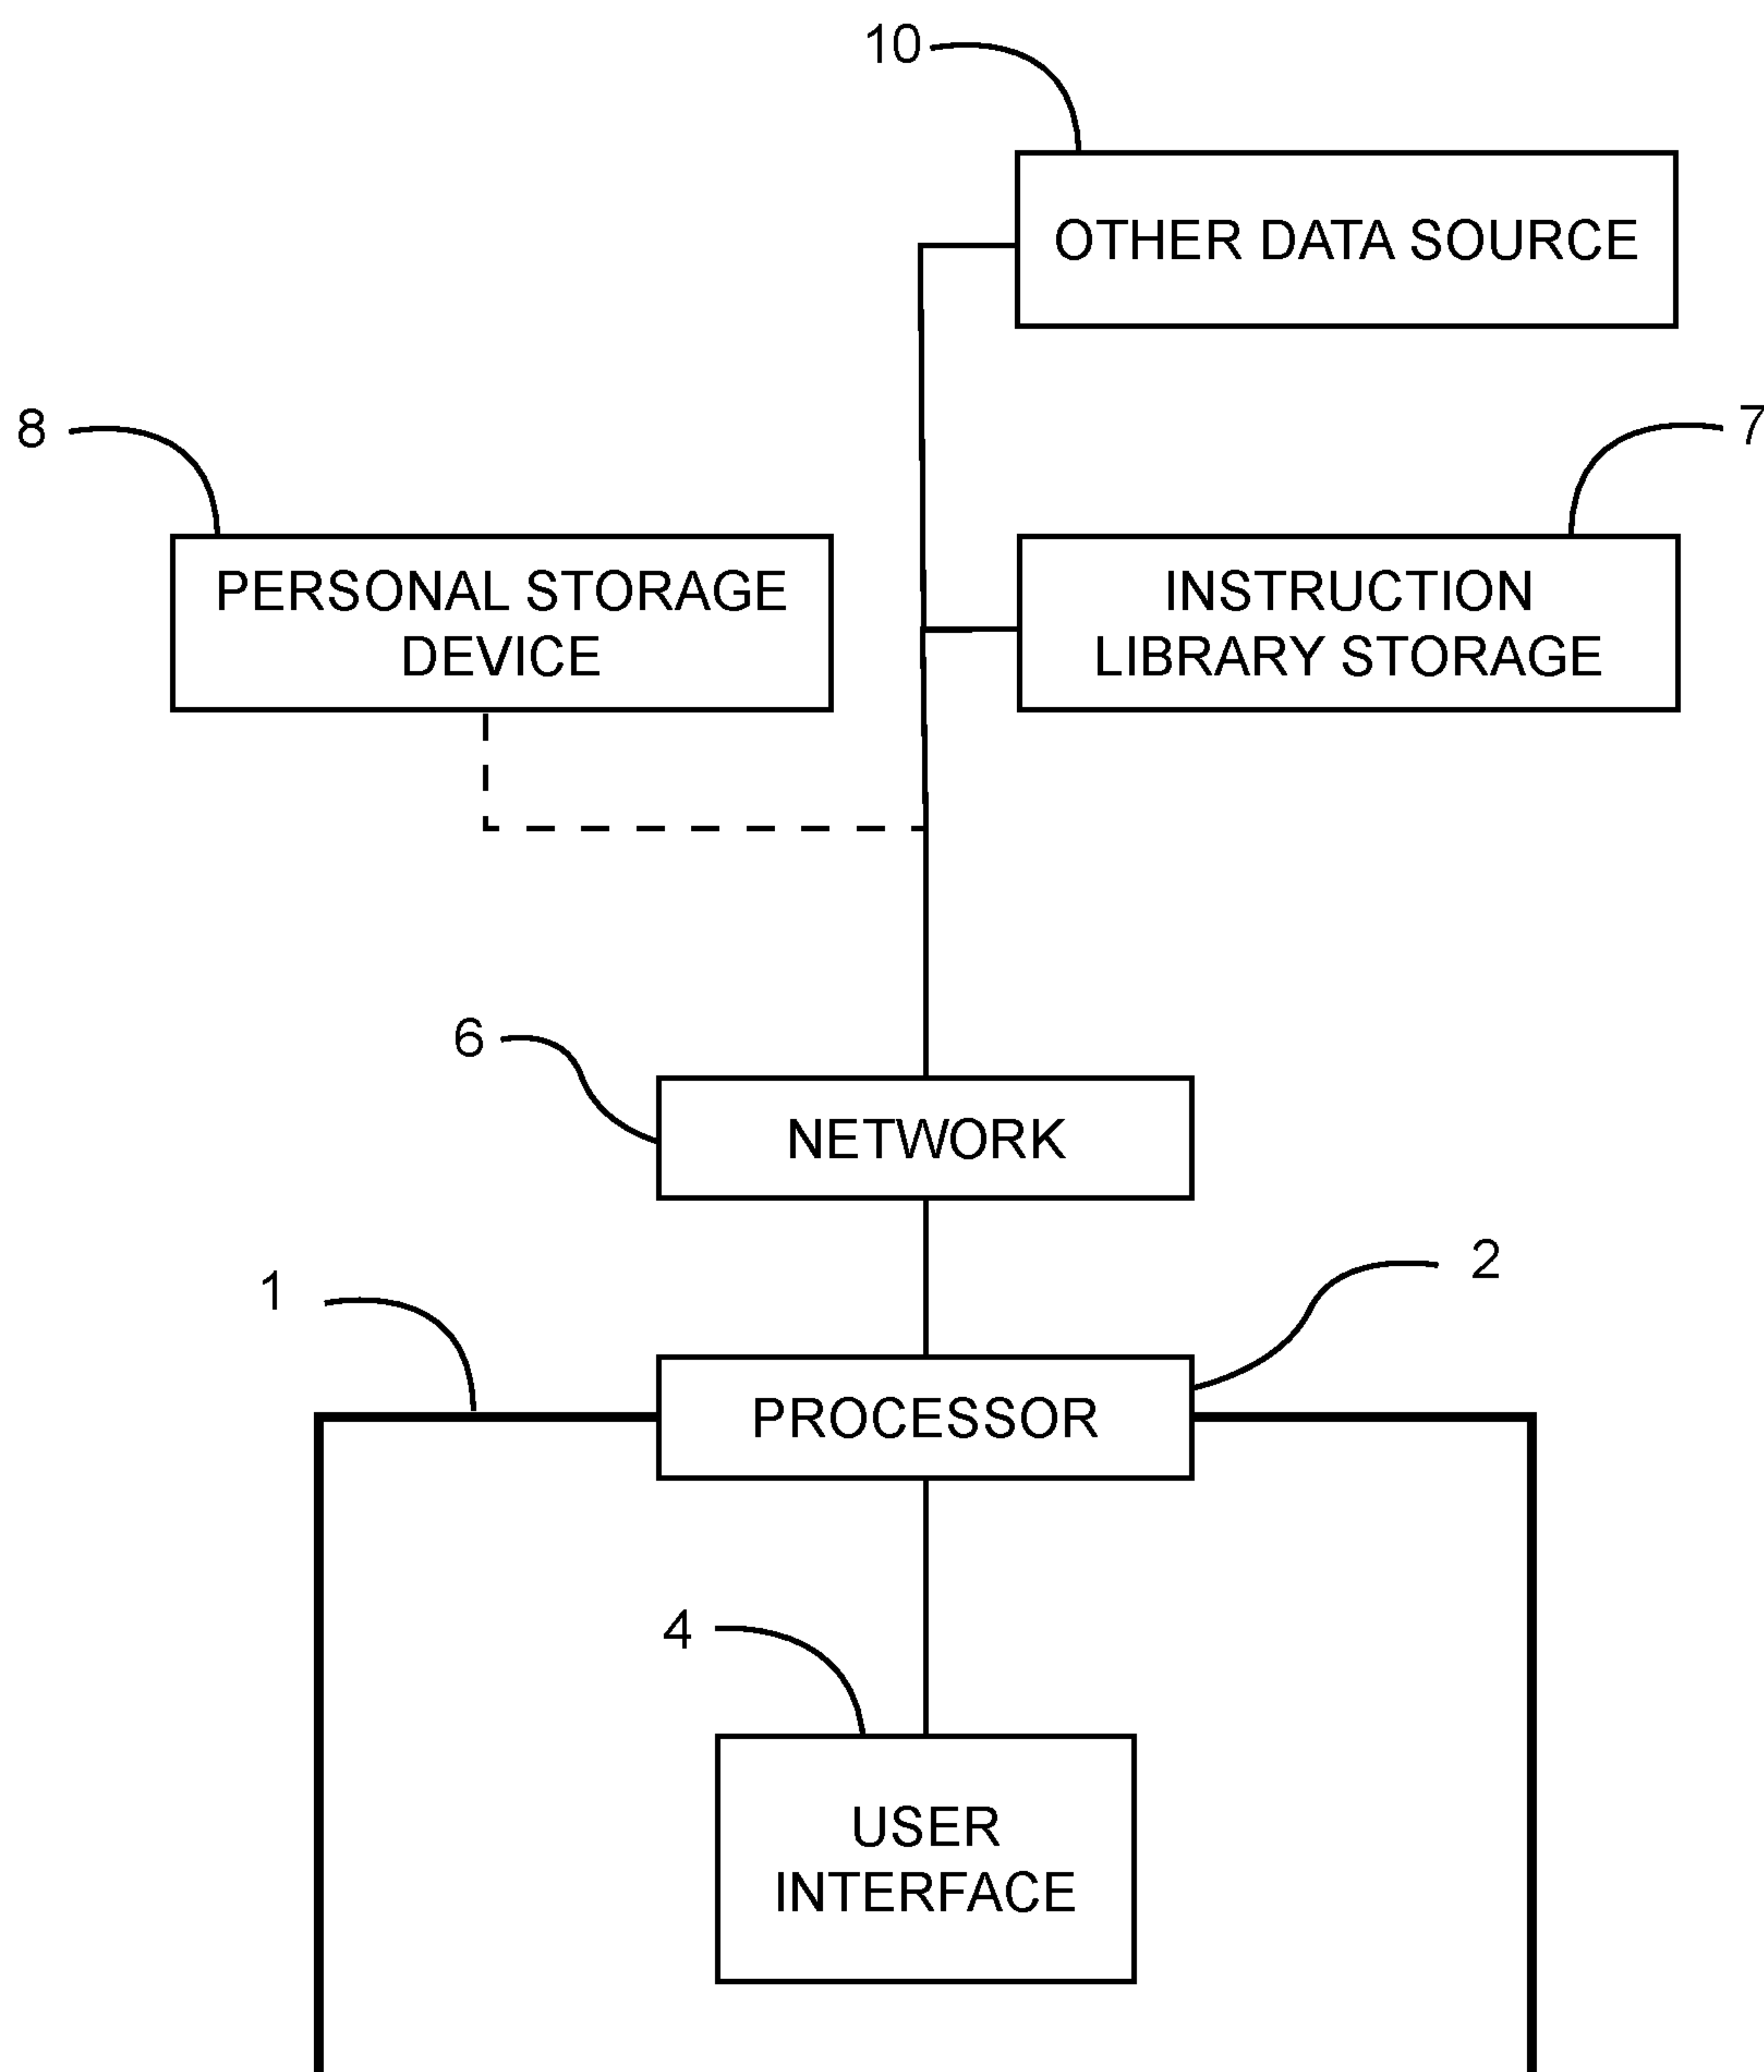 10
OTHER DATA SOURCE
8
7
PERSONAL STORAGE
DEVICE
INSTRUCTION
LIBRARY STORAGE
6
NETWORK
2
1
PROCESSOR
4
USER
INTERFACE